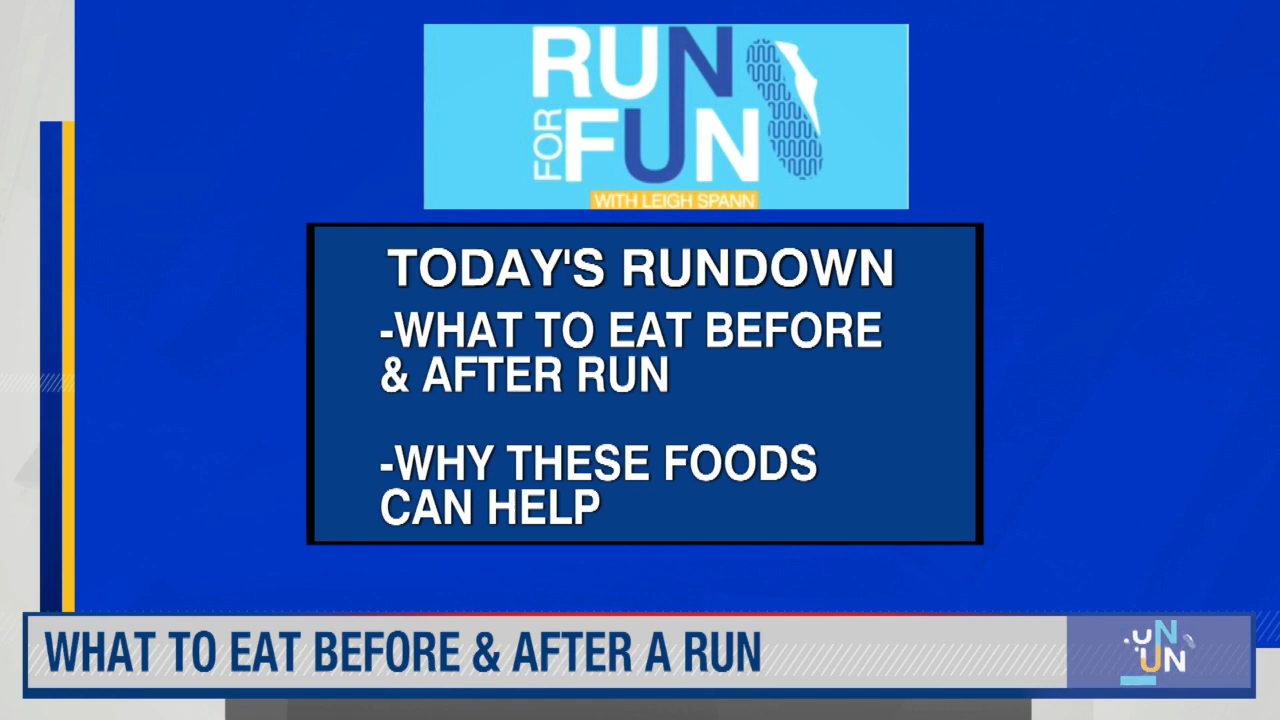 RUN
FOR FUN
WITH LEIGH SPANN
TODAY'S RUNDOWN
-WHAT TO EAT BEFORE
& AFTER RUN
-WHY THESE FOODS
CAN HELP
WHAT TO EAT BEFORE & AFTER A RUN
UN
UN